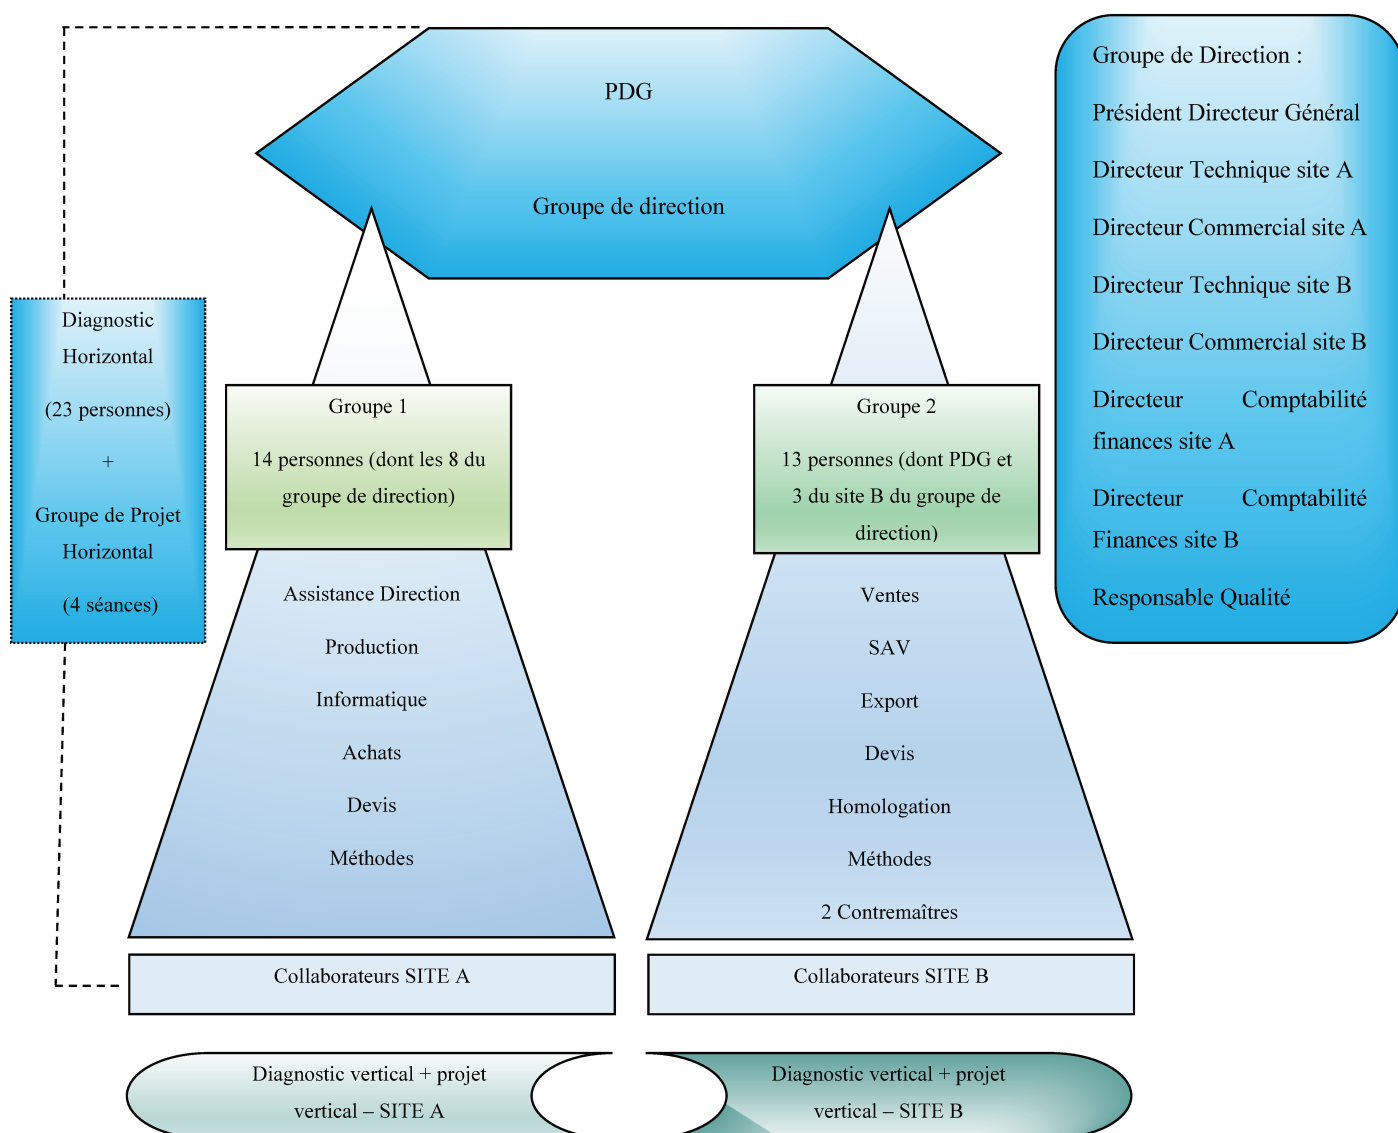 PDG
Groupe de direction
Groupe de Direction :
Président Directeur Général
Directeur Technique site A
Directeur Commercial site A
Directeur Technique site B
Directeur Commercial site B
Directeur Comptabilité
finances site A
Directeur Comptabilité
Finances site B
Responsable Qualité
Diagnostic
Horizontal
(23 personnes)
+
Groupe de Projet
Horizontal
(4 séances)
Groupe 1
14 personnes (dont les 8 du
groupe de direction)
Assistance Direction
Production
Informatique
Achats
Devis
Méthodes
Collaborateurs SITE A
Groupe 2
13 personnes (dont PDG et
3 du site B du groupe de
direction)
Ventes
SAV
Export
Devis
Homologation
Méthodes
2 Contremaîtres
Collaborateurs SITE B
Diagnostic vertical + projet
vertical – SITE A
Diagnostic vertical + projet
vertical – SITE B